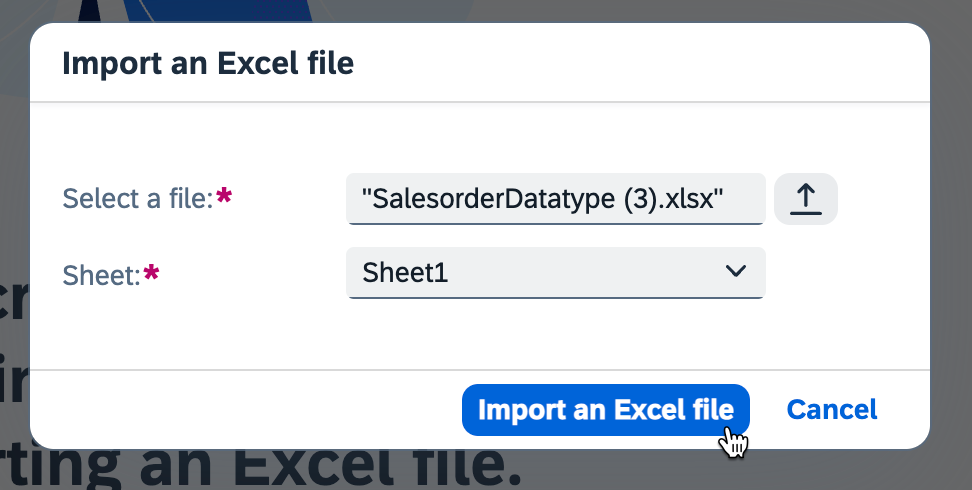 Import an Excel file
Select a file:*
"SalesorderDatatype (3).xlsx"
Sheet:*
Sheet1
Import an Excel file
Cancel
rting an Excel file.